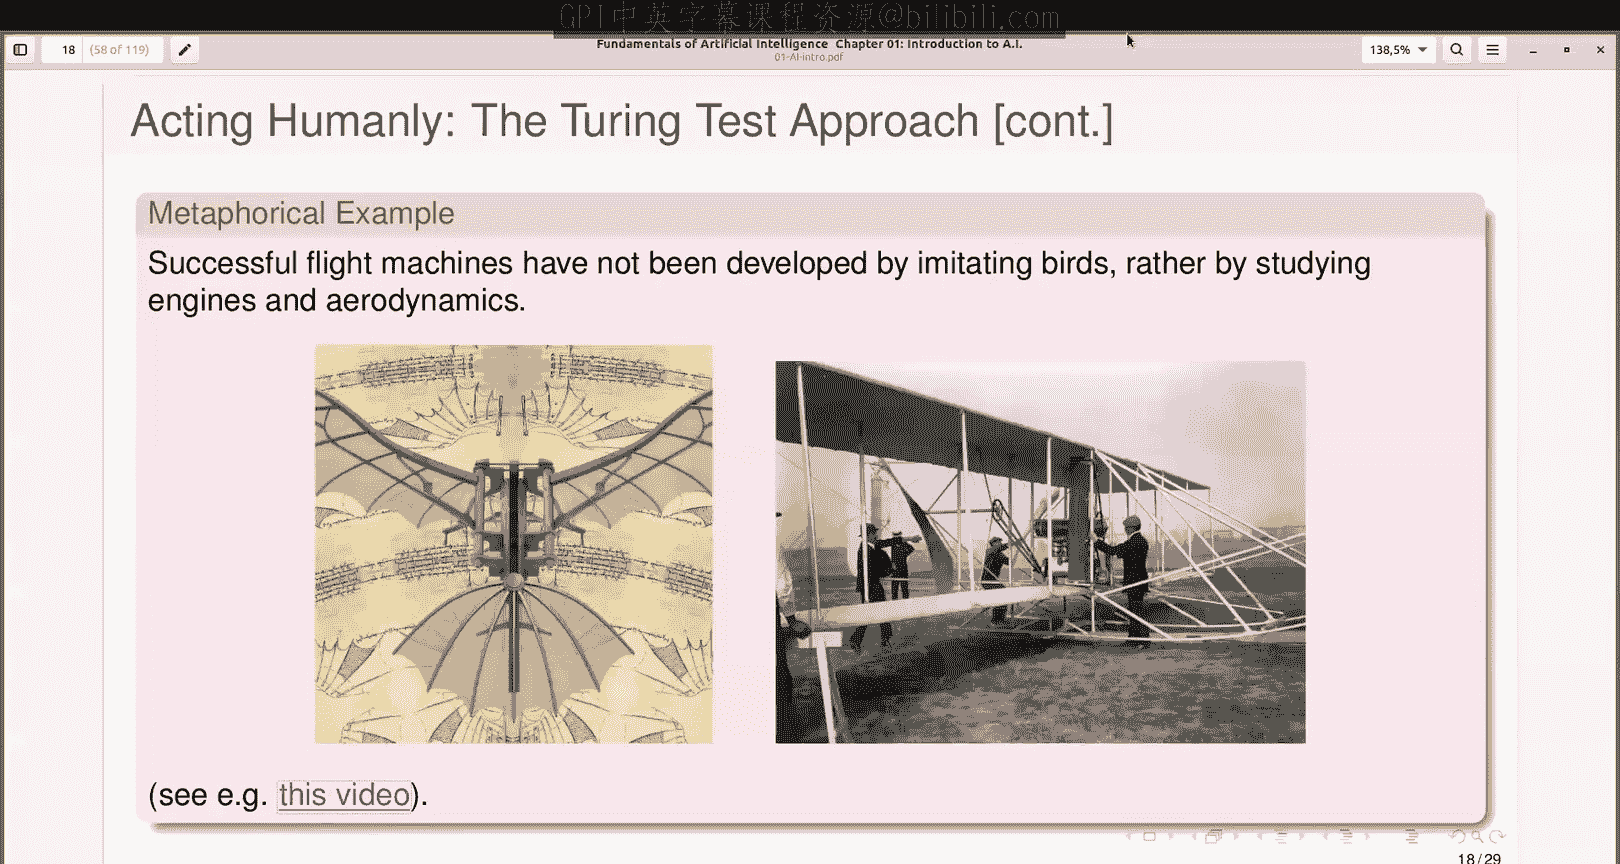 GPT中英字幕课程资源@bilibili.com
18 (58 of 119)
Fundamentals of Artificial Intelligence Chapter 01: Introduction to A.I.
01-AI-intro.pdf
138,5%
Acting Humanly: The Turing Test Approach [cont.]
Metaphorical Example
Successful flight machines have not been developed by imitating birds, rather by studying
engines and aerodynamics.
(see e.g. this video).
18/29